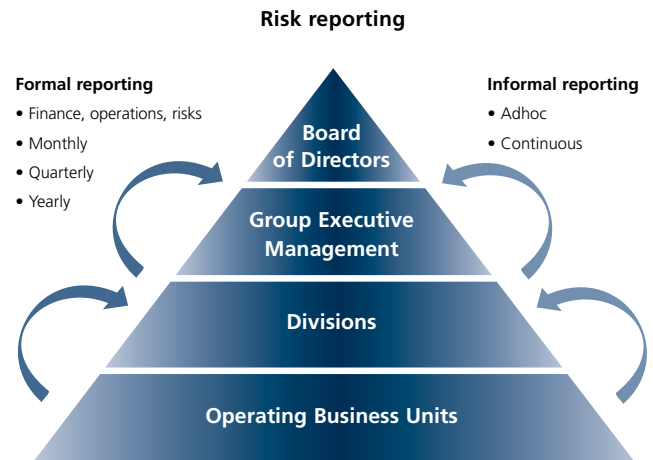 Risk reporting
Formal reporting
• Finance, operations, risks
• Monthly
• Quarterly
• Yearly
Informal reporting
• Adhoc
• Continuous
Board
of Directors
Group Executive
Management
Divisions
Operating Business Units